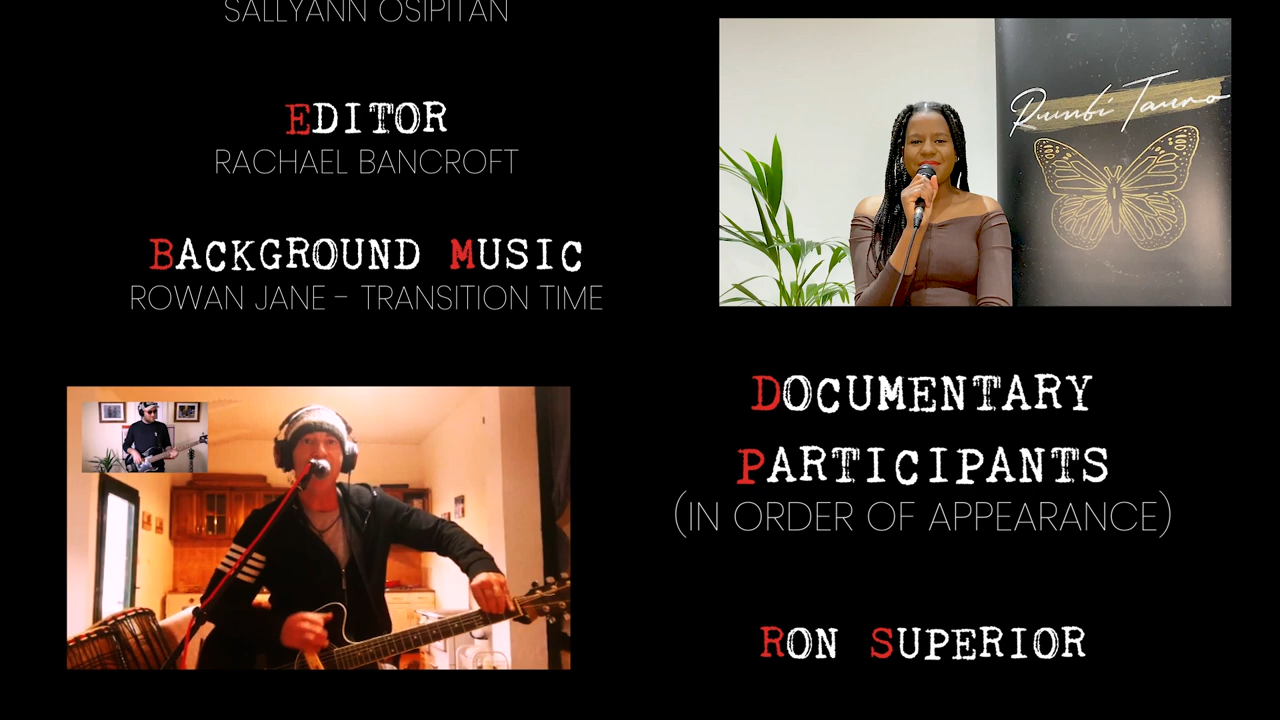 SALLYANN OSIPITAN
EDITOR
RACHAEL BANCROFT
BACKGROUND MUSIC
ROWAN JANE – TRANSITION TIME
Rumbi Tauro
DOCUMENTARY
PARTICIPANTS
(IN ORDER OF APPEARANCE)
RON SUPERIOR